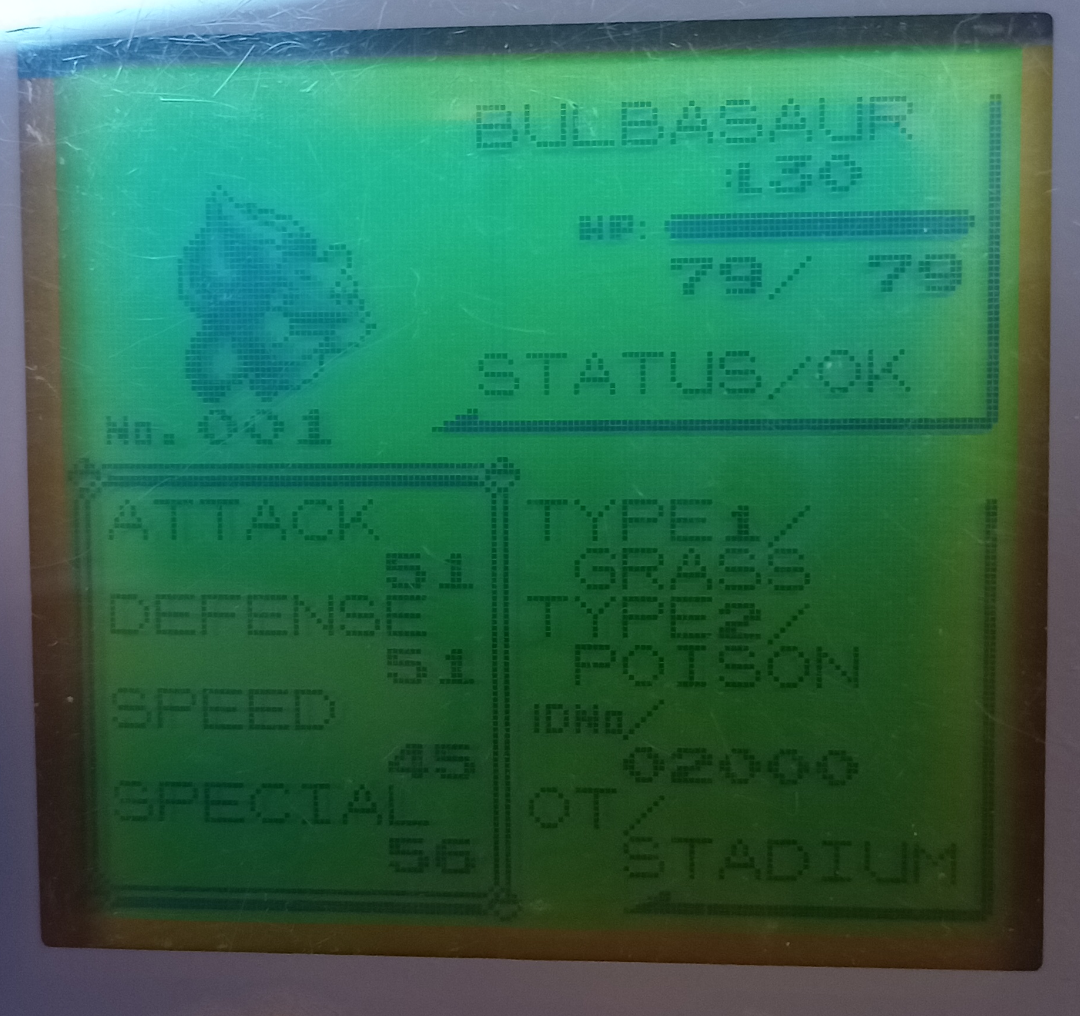 BULBASAUR
:L30
HP:
79/ 79
STATUS/OK
No.001
ATTACK
51
DEFENSE
51
SPEED
45
SPECIAL
56
TYPE1/
GRASS
TYPE2/
POISON
IDNo/
02000
OT/
STADIUM